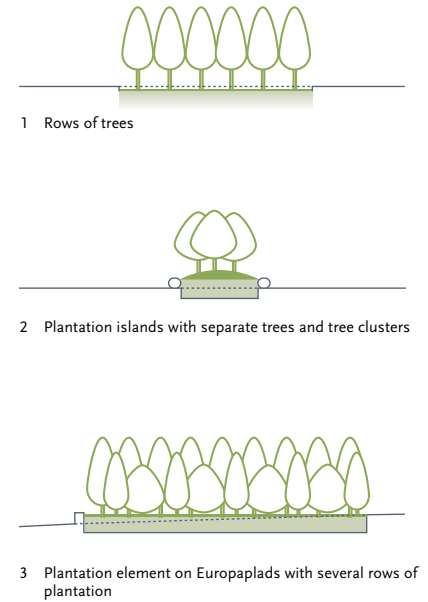 1 Rows of trees
2 Plantation islands with separate trees and tree clusters
3 Plantation element on Europaplads with several rows of
plantation